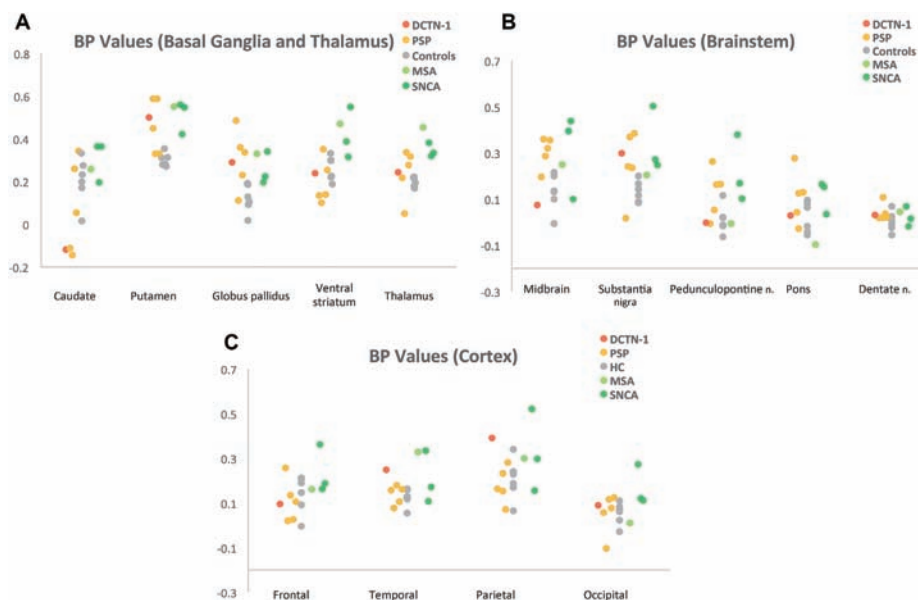 A
BP Values (Basal Ganglia and Thalamus)
DCTN-1
PSP
Controls
MSA
SNCA
0.8
0.6
0.4
0.2
0
-0.2
Caudate
Putamen
Globus pallidus
Ventral
striatum
Thalamus
B
BP Values (Brainstem)
DCTN-1
PSP
Controls
MSA
SNCA
0.7
0.5
0.3
0.1
-0.1
-0.3
Midbrain
Substantia
nigra
Pedunculopontine n.
Pons
Dentate n.
C
BP Values (Cortex)
DCTN-1
PSP
HC
MSA
SNCA
0.7
0.5
0.3
0.1
-0.1
-0.3
Frontal
Temporal
Parietal
Occipital